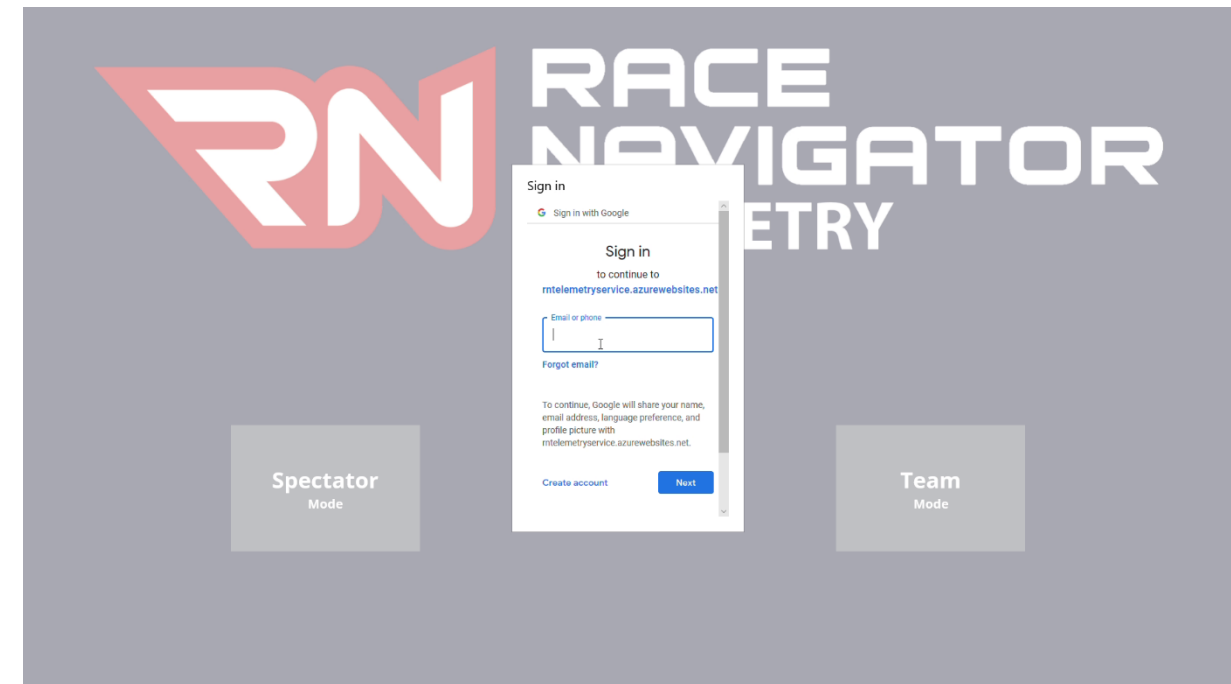 RN
RACE
NAVIGATOR
ETRY
Sign in
Sign in with Google
Sign in
to continue to
rntelemetryservice.azurewebsites.net
Email or phone
Forgot email?
To continue, Google will share your name,
email address, language preference, and
profile picture with
rntelemetryservice.azurewebsites.net.
Create account
Next
Spectator
Mode
Team
Mode